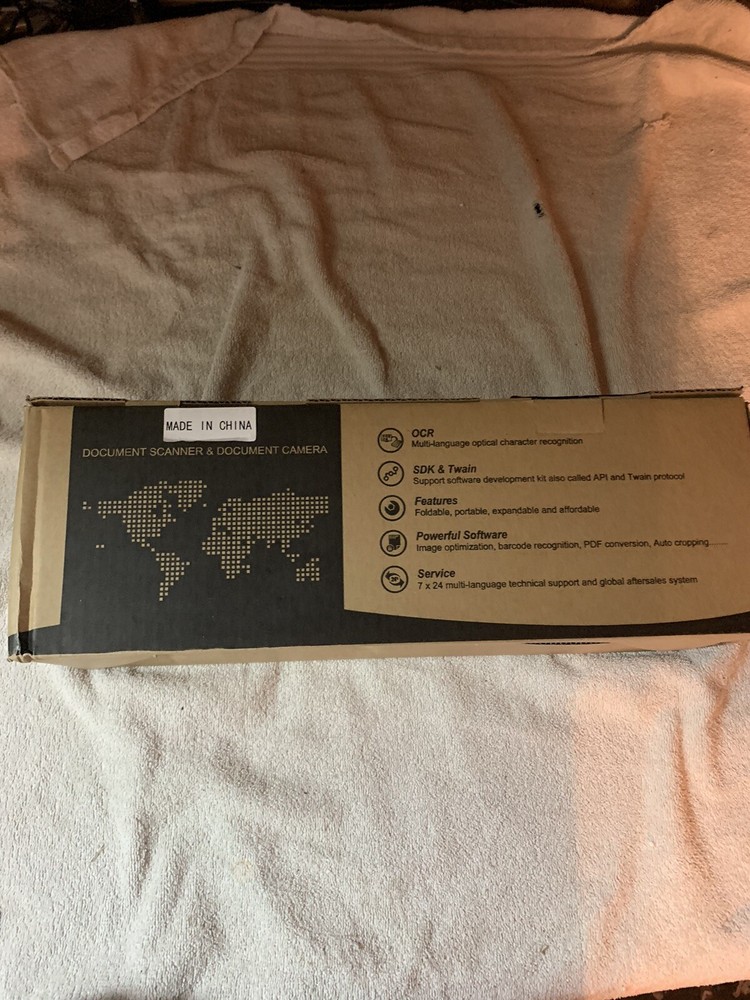 MADE IN CHINA
DOCUMENT SCANNER & DOCUMENT CAMERA
OCR
Multi-language optical character recognition
SDK & Twain
Support software development kit also called API and Twain protocol
Features
Foldable, portable, expandable and affordable
Powerful Software
Image optimization, barcode recognition, PDF conversion, Auto cropping......
Service
7 x 24 multi-language technical support and global aftersales system